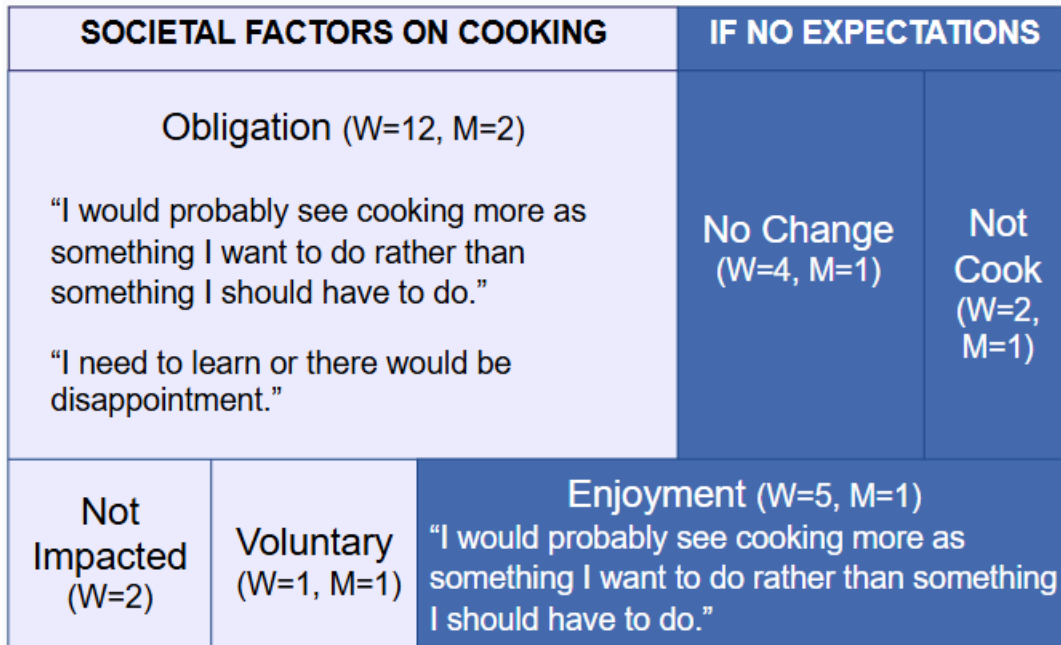 SOCIETAL FACTORS ON COOKING
IF NO EXPECTATIONS
Obligation (W=12, M=2)
“I would probably see cooking more as
something I want to do rather than
something I should have to do.”
“I need to learn or there would be
disappointment.”
No Change
(W=4, M=1)
Not
Cook
(W=2,
M=1)
Not
Impacted
(W=2)
Voluntary
(W=1, M=1)
Enjoyment (W=5, M=1)
“I would probably see cooking more as
something I want to do rather than something
I should have to do.”